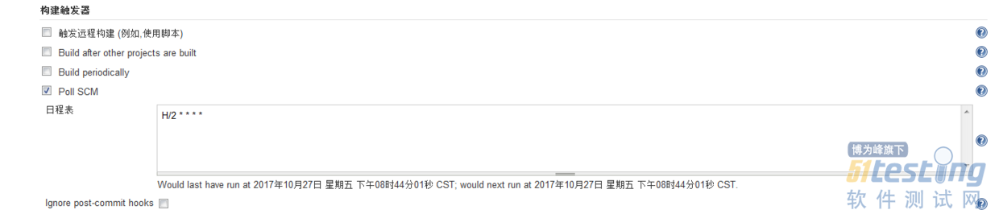 构建触发器
触发远程构建 (例如,使用脚本)
Build after other projects are built
Build periodically
Poll SCM
日程表
H/2 * * * *
Would last have run at 2017年10月27日 星期五 下午08时44分01秒 CST; would next run at 2017年10月27日 星期五 下午08时44分01秒 CST.
Ignore post-commit hooks
博为峰旗下
51testing
软件测试网